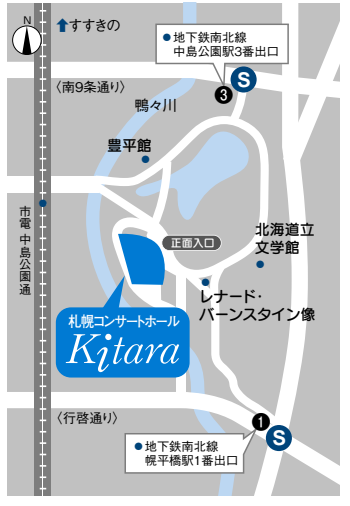 N
↑すすきの
●地下鉄南北線
中島公園駅3番出口
S
3
〈南9条通り〉
鴨々川
豊平館
市電 中島公園通
正面入口
北海道立
文学館
レナード・
バーンスタイン像
札幌コンサートホール
Kitara
〈行啓通り〉
1
S
●地下鉄南北線
幌平橋駅1番出口